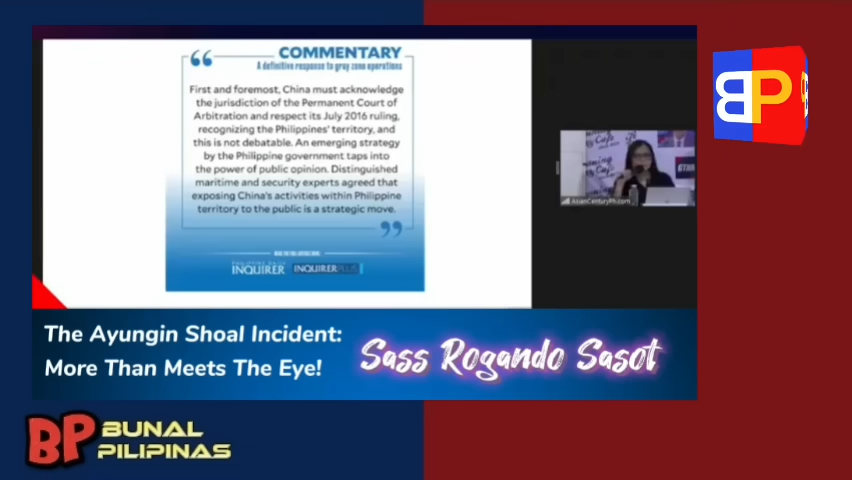 COMMENTARY
A definitive response to gray zone operations
First and foremost, China must acknowledge
the jurisdiction of the Permanent Court of
Arbitration and respect its July 2016 ruling,
recognizing the Philippines' territory, and
this is not debatable. An emerging strategy
by the Philippine government taps into
the power of public opinion. Distinguished
maritime and security experts agreed that
exposing China's activities within Philippine
territory to the public is a strategic move.
INQUIRER INQUIRER PLUS
AsianCenturyPh.com
BP
The Ayungin Shoal Incident:
More Than Meets The Eye!
Sass Rogando Sasot
BP BUNAL
PILIPINAS